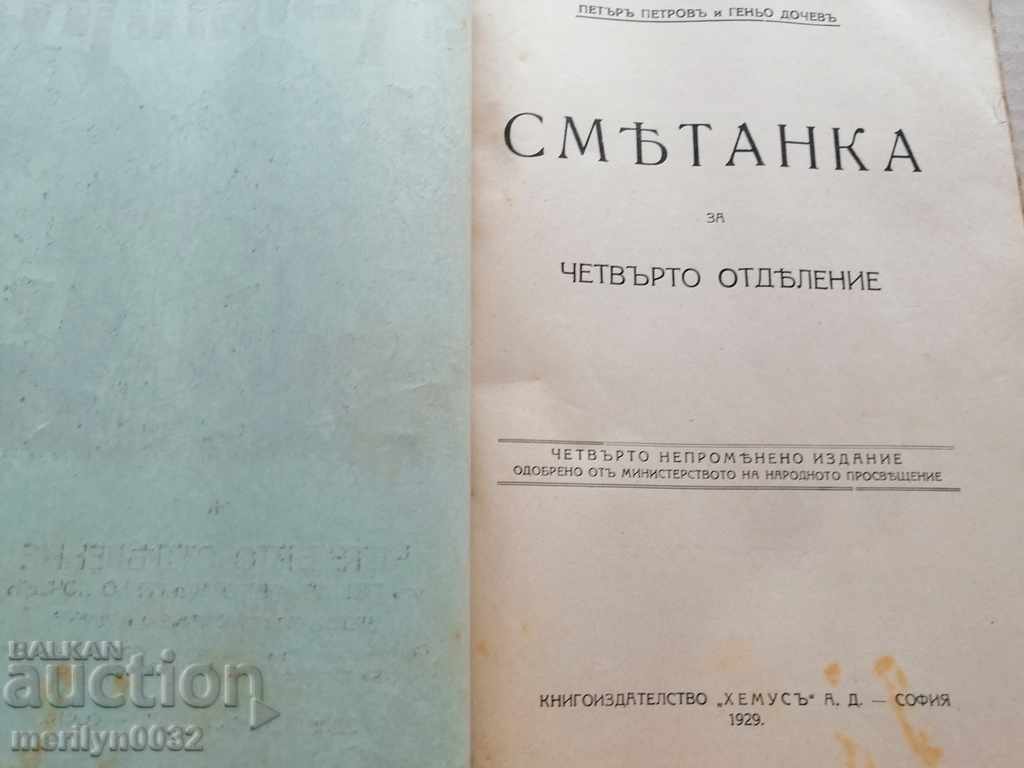 ПЕТЪРЪ ПЕТРОВЪ И ГЕНЬО ДОЧЕВЪ
СМѢТАНКА
ЗА
ЧЕТВЪРТО ОТДѢЛЕНИЕ
ЧЕТВЪРТО НЕПРОМѢНЕНО ИЗДАНИЕ
ОДОБРЕНО ОТЪ МИНИСТЕРСТВОТО НА НАРОДНОТО ПРОСВѢЩЕНИЕ
КНИГОИЗДАТЕЛСТВО „ХЕМУСЪ" А. Д. — СОФИЯ
1929.
BALKAN
auction
merilyn0032